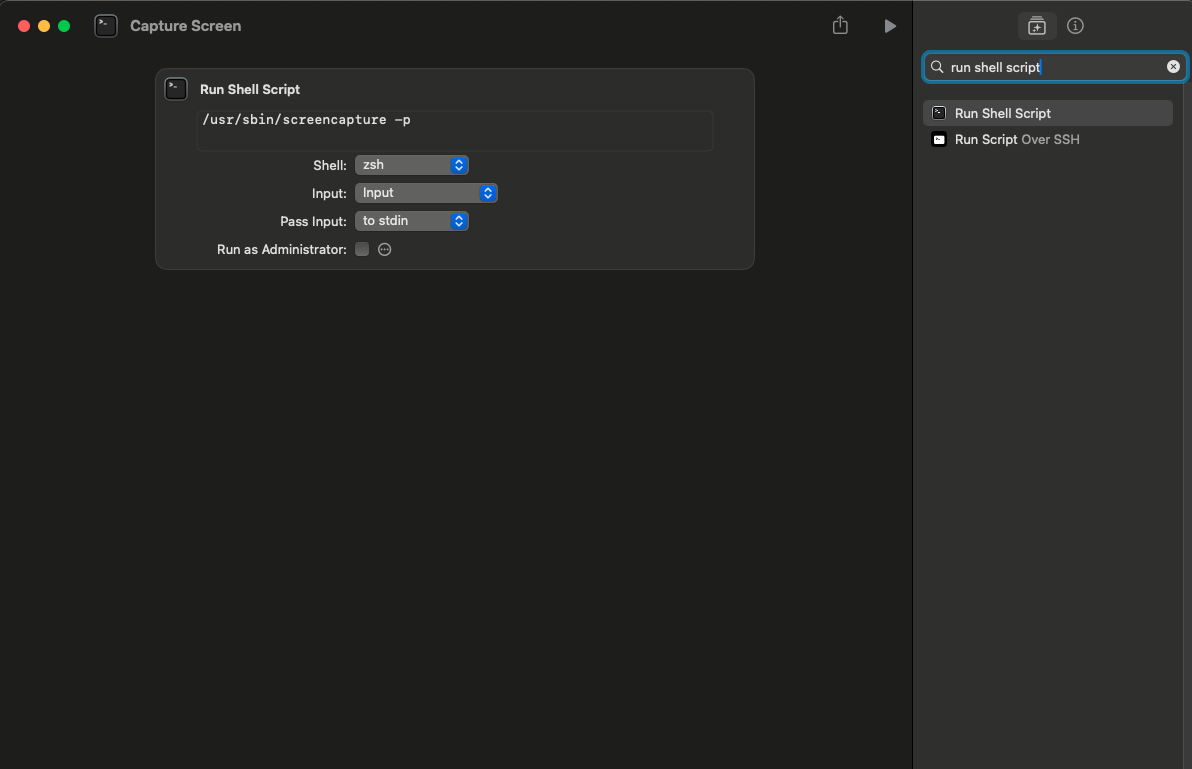 Capture Screen
run shell script
Run Shell Script
/usr/sbin/screencapture -p
Shell: zsh
Input: Input
Pass Input: to stdin
Run as Administrator:
Run Shell Script
Run Script Over SSH